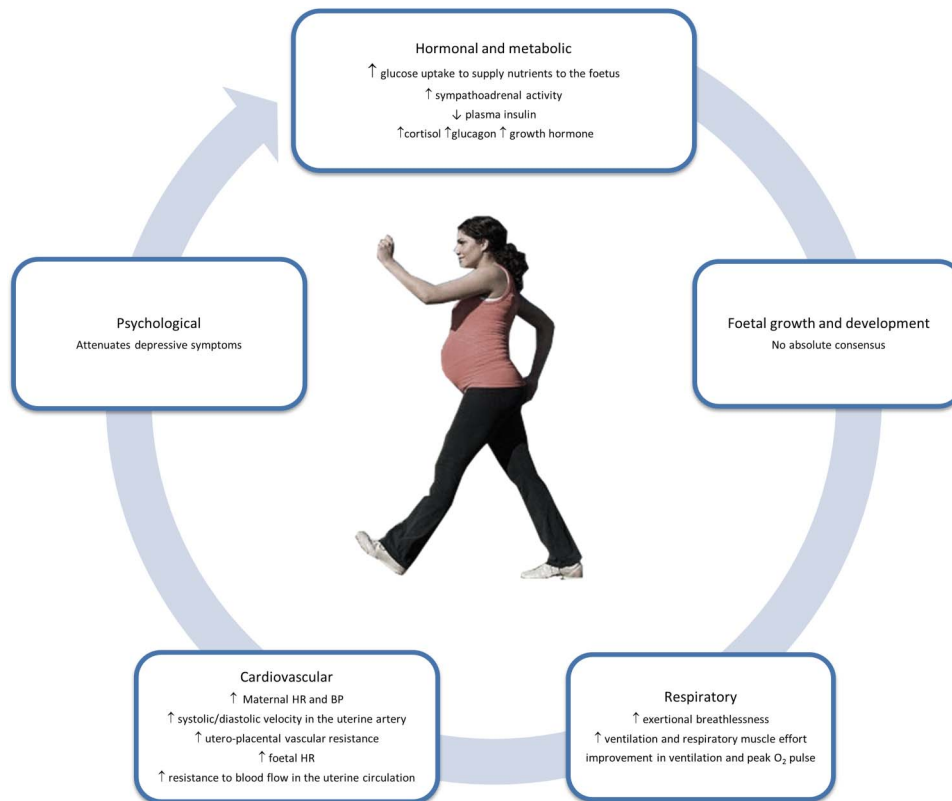 Hormonal and metabolic
↑ glucose uptake to supply nutrients to the foetus
↑ sympathoadrenal activity
↓ plasma insulin
↑cortisol ↑glucagon ↑ growth hormone
Psychological
Attenuates depressive symptoms
Foetal growth and development
No absolute consensus
Cardiovascular
↑ Maternal HR and BP
↑ systolic/diastolic velocity in the uterine artery
↑ utero-placental vascular resistance
↑ foetal HR
↑ resistance to blood flow in the uterine circulation
Respiratory
↑ exertional breathlessness
↑ ventilation and respiratory muscle effort
improvement in ventilation and peak O₂ pulse